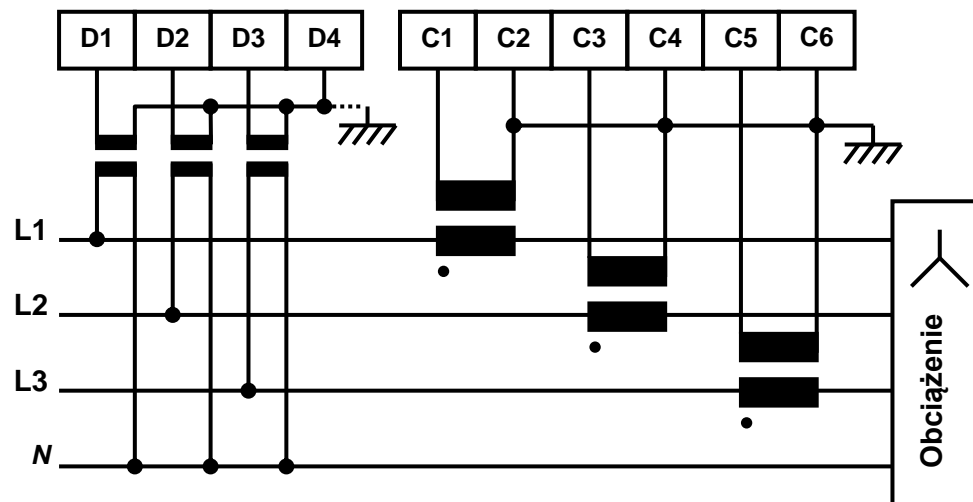 D1 D2 D3 D4 C1 C2 C3 C4 C5 C6
L1
L2
L3
N
Obciążenie